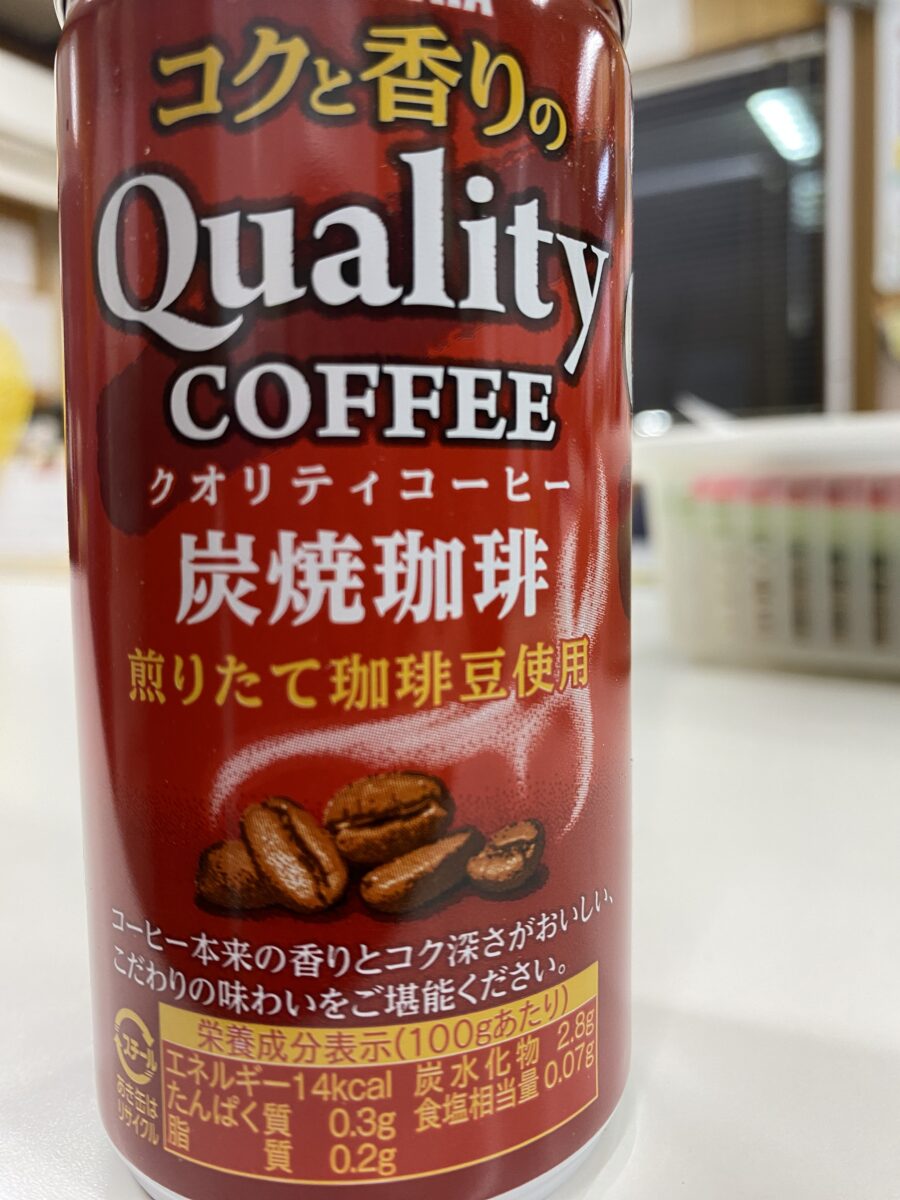 コクと香りの
Quality
COFFEE
クオリティコーヒー
炭焼珈琲
煎りたて珈琲豆使用
コーヒー本来の香りとコク深さがおいしい、
こだわりの味わいをご堪能ください。
栄養成分表示(100gあたり)
エネルギー14kcal 炭水化物 2.8g
たんぱく質 0.3g 食塩相当量0.07g
脂質 0.2g
スチール
あき缶は
リサイクル